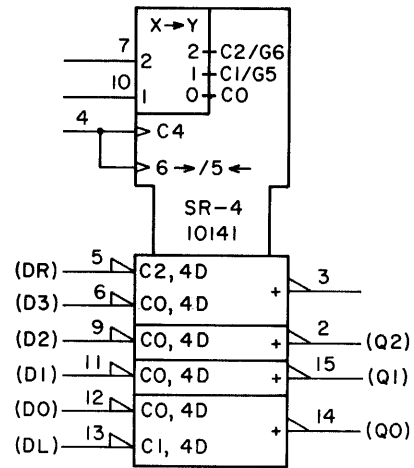 X→Y
7 2 2 C2/G6
1 C1/G5
10 1 0 C0
4 C4
6→/5←
SR-4
10141
(DR) 5 C2, 4D
+ 3
(D3) 6 C0, 4D
(D2) 9 C0, 4D + 2 (Q2)
(D1) 11 C0, 4D + 15 (Q1)
(D0) 12 C0, 4D
+ 14 (Q0)
(DL) 13 C1, 4D